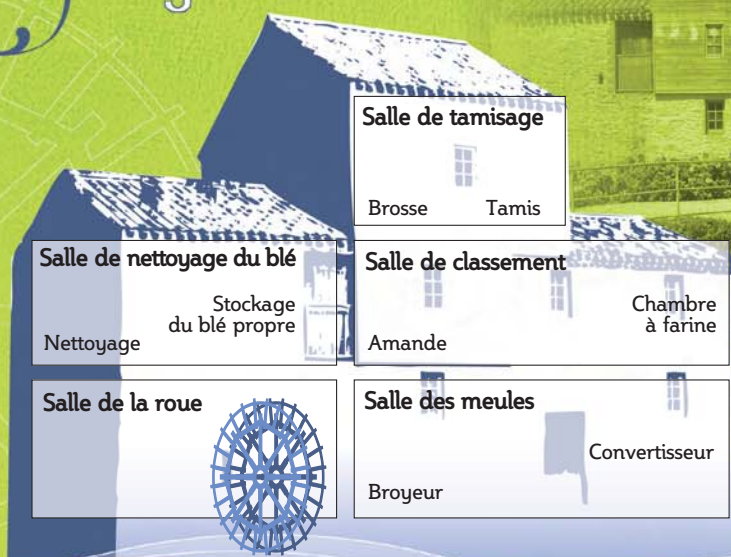 Salle de tamisage
Brosse
Tamis
Salle de nettoyage du blé
Stockage
du blé propre
Nettoyage
Salle de classement
Chambre
à farine
Amande
Salle de la roue
Salle des meules
Convertisseur
Broyeur